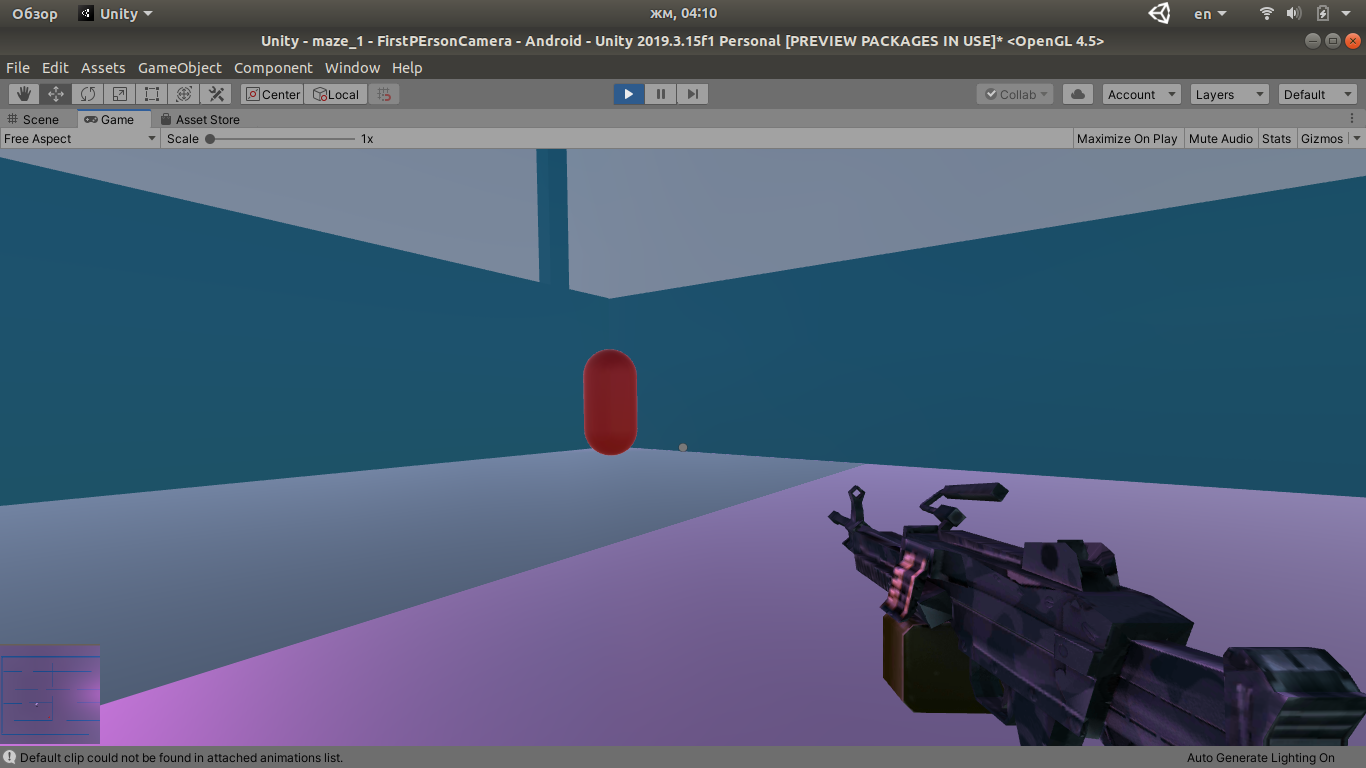 Обзор Unity жм, 04:10 en
Unity - maze_1 - FirstPErsonCamera - Android - Unity 2019.3.15f1 Personal [PREVIEW PACKAGES IN USE]* <OpenGL 4.5>
File Edit Assets GameObject Component Window Help
Center Local Collab Account Layers Default
Scene Game Asset Store
Free Aspect Scale 1x Maximize On Play Mute Audio Stats Gizmos
Default clip could not be found in attached animations list. Auto Generate Lighting On